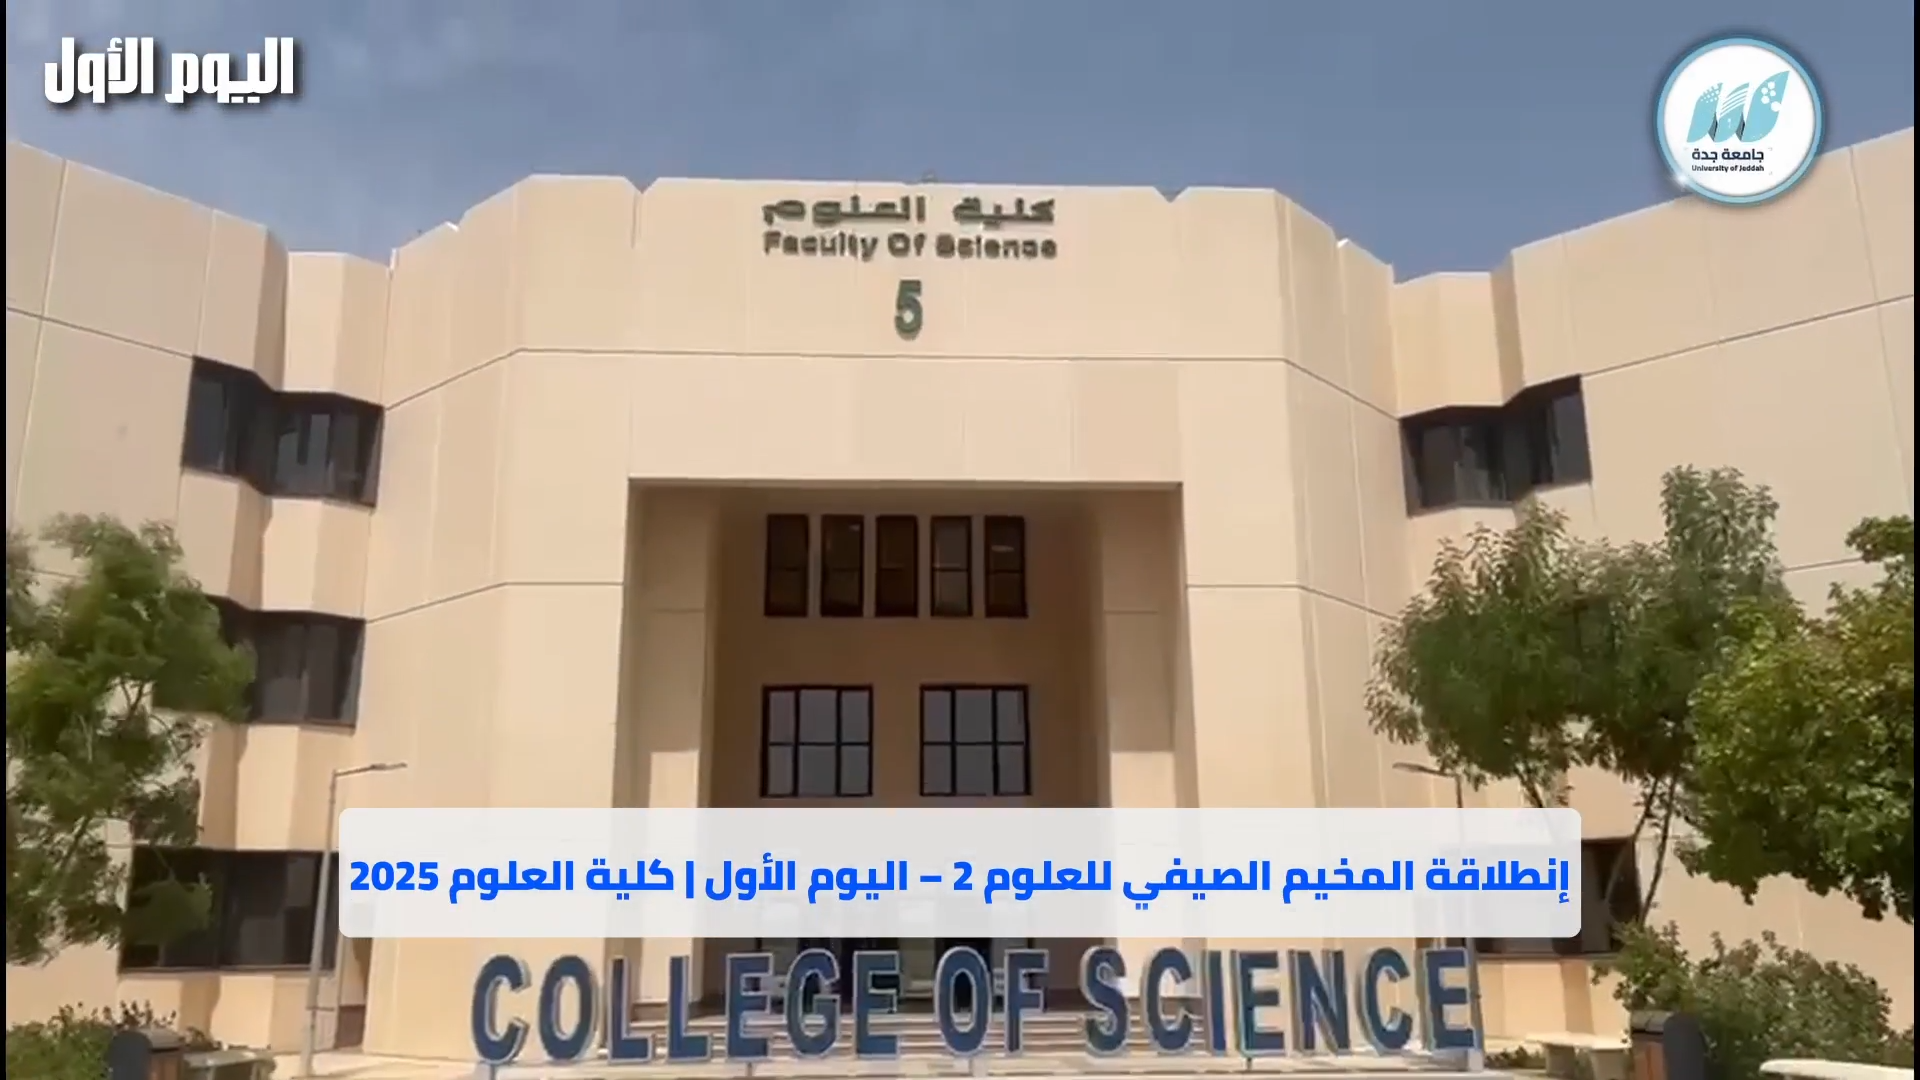 اليوم الأول
جامعة جدة
University of Jeddah
كلية العلوم
Faculty Of Science
5
إنطلاقة المخيم الصيفي للعلوم 2 – اليوم الأول | كلية العلوم 2025
COLLEGE OF SCIENCE